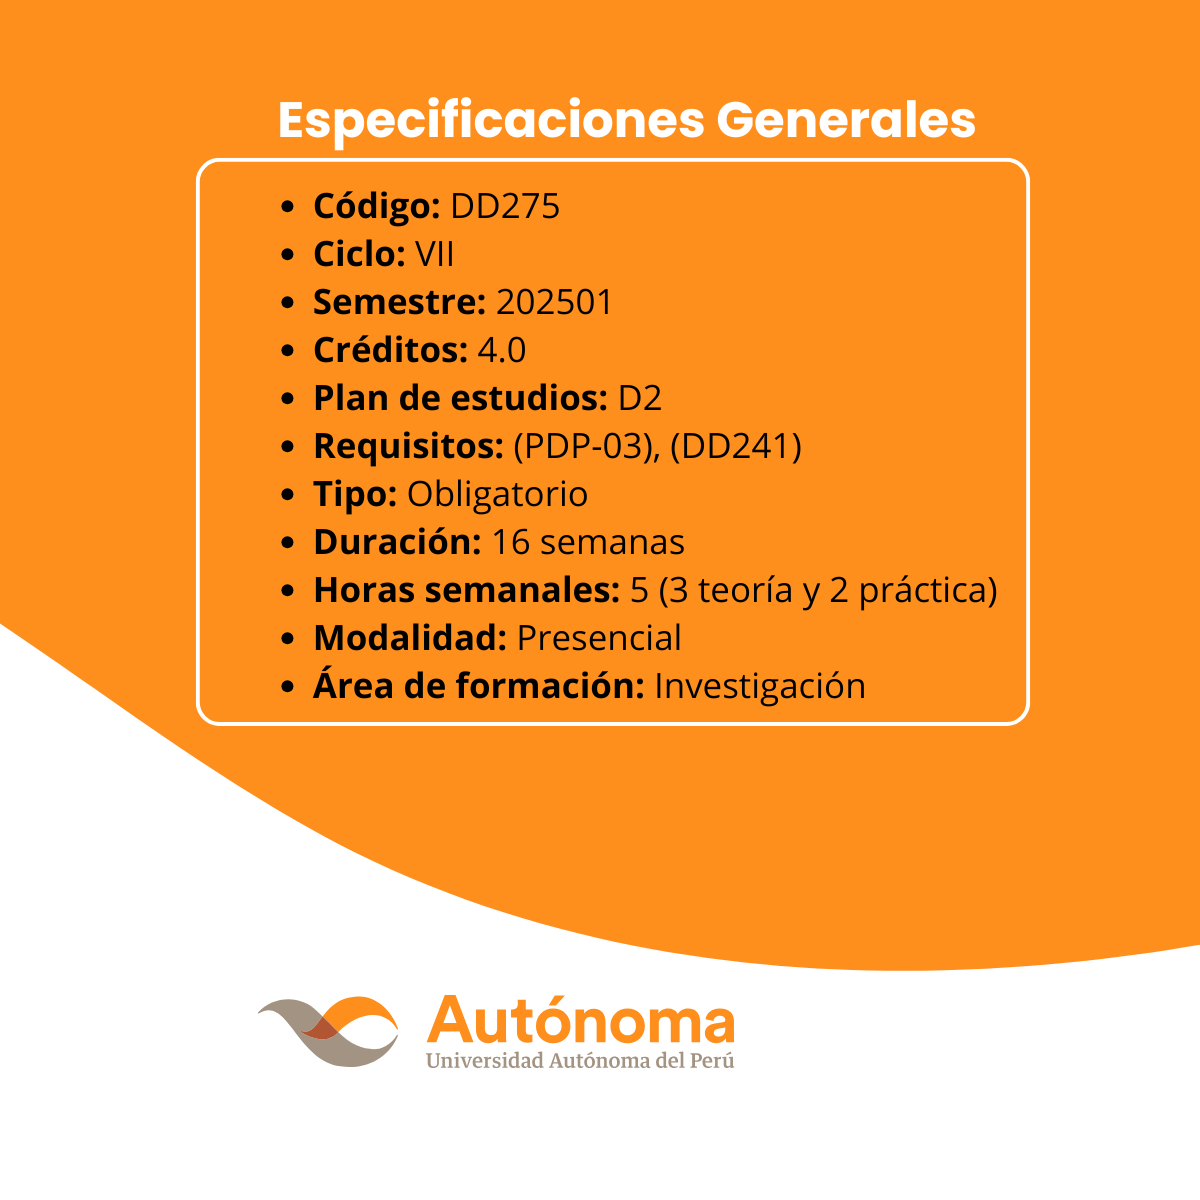 Especificaciones Generales
• Código: DD275
• Ciclo: VII
• Semestre: 202501
• Créditos: 4.0
• Plan de estudios: D2
• Requisitos: (PDP-03), (DD241)
• Tipo: Obligatorio
• Duración: 16 semanas
• Horas semanales: 5 (3 teoría y 2 práctica)
• Modalidad: Presencial
• Área de formación: Investigación
Autónoma
Universidad Autónoma del Perú